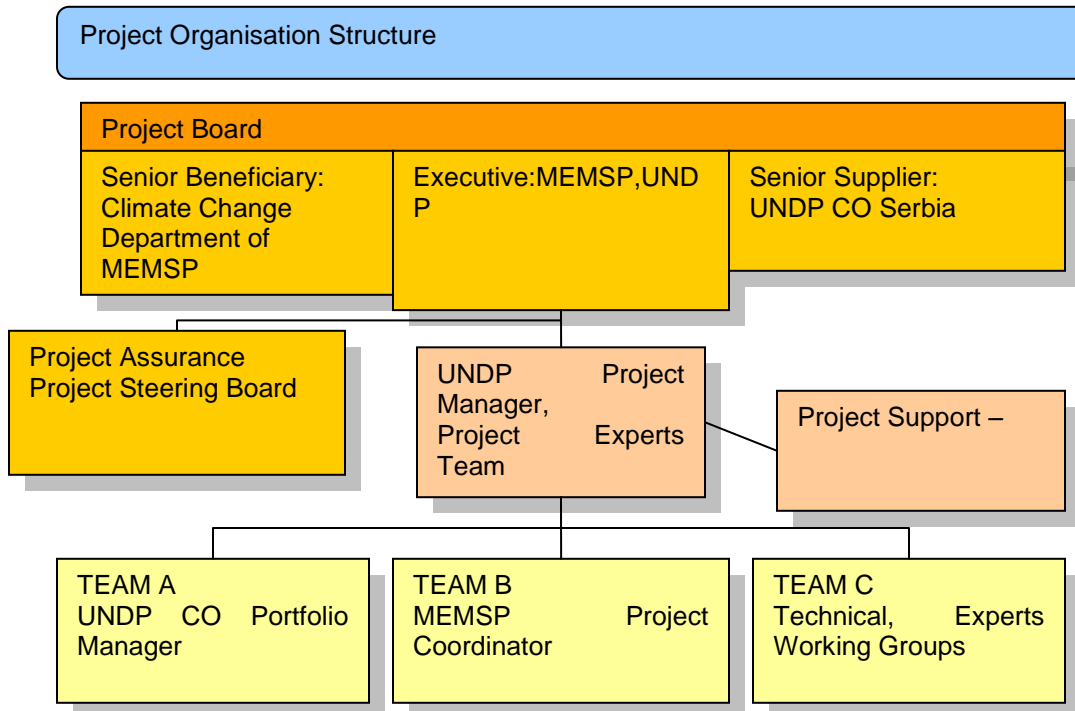 Project Organisation Structure
Project Board
Senior Beneficiary:
Climate Change
Department of
MEMSP
Executive:MEMSP,UND
P
Senior Supplier:
UNDP CO Serbia
Project Assurance
Project Steering Board
UNDP Project
Manager,
Project Experts
Team
Project Support –
TEAM A
UNDP CO Portfolio
Manager
TEAM B
MEMSP Project
Coordinator
TEAM C
Technical, Experts
Working Groups